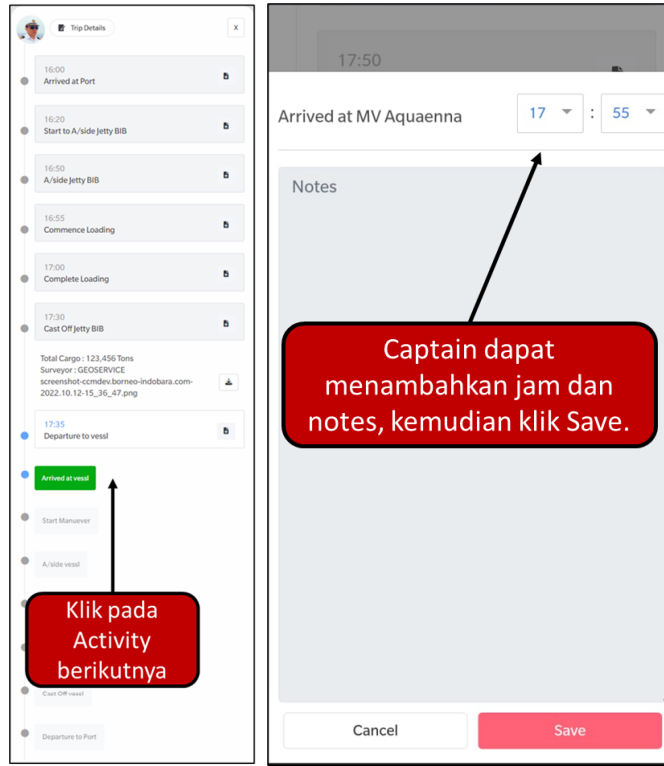 Trip Details
X
16:00
Arrived at Port
16:20
Start to A/side Jetty BIB
16:50
A/side Jetty BIB
16:55
Commence Loading
17:00
Complete Loading
17:30
Cast Off Jetty BIB
Total Cargo : 123,456 Tons
Surveyor : GEOSERVICE
screenshot-ccmdev.borneo-indobara.com-
2022.10.12-15_36_47.png
17:35
Departure to vessl
Arrived at vessl
Start Manuever
A/side vessl
Klik pada
Activity
berikutnya
Cast Off vessl
Departure to Port
17:50
Arrived at MV Aquaenna
17 : 55
Notes
Captain dapat
menambahkan jam dan
notes, kemudian klik Save.
Cancel
Save